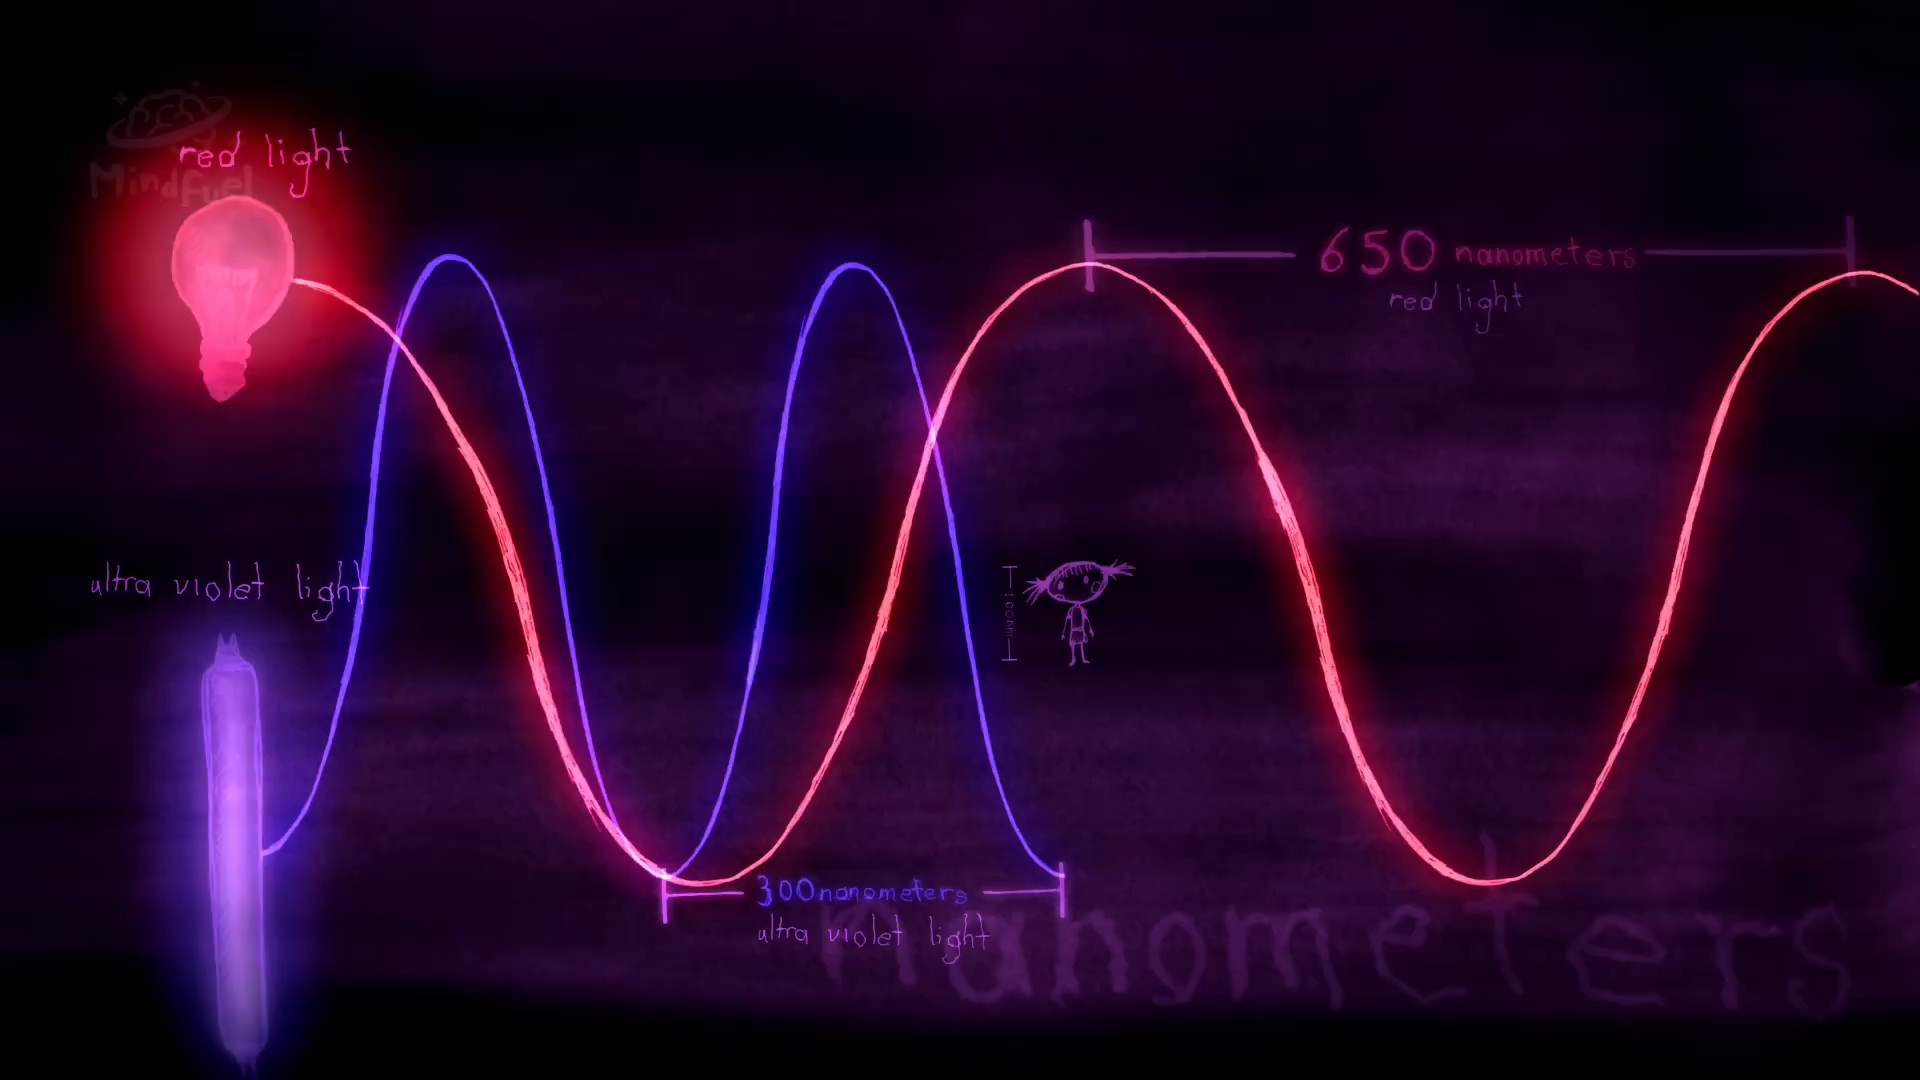 MindFuel
red light
650 nanometers
red light
ultra violet light
300nanometers
ultra violet light
nanometers